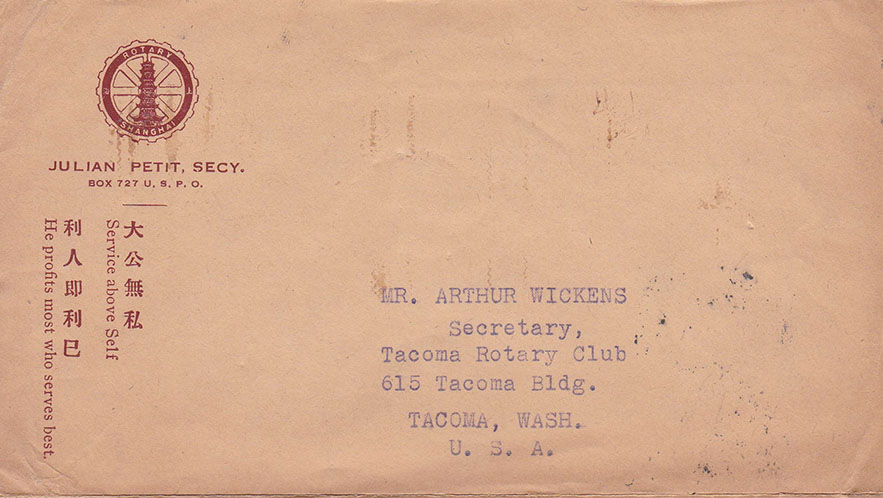 ROTARY
R I
SHANGHAI
JULIAN PETIT, SECY.
BOX 727 U. S. P. O.
大公無私
Service above Self
利人即利巳
He profits most who serves best.
MR. ARTHUR WICKENS
Secretary,
Tacoma Rotary Club
615 Tacoma Bldg.
TACOMA, WASH.
U. S. A.